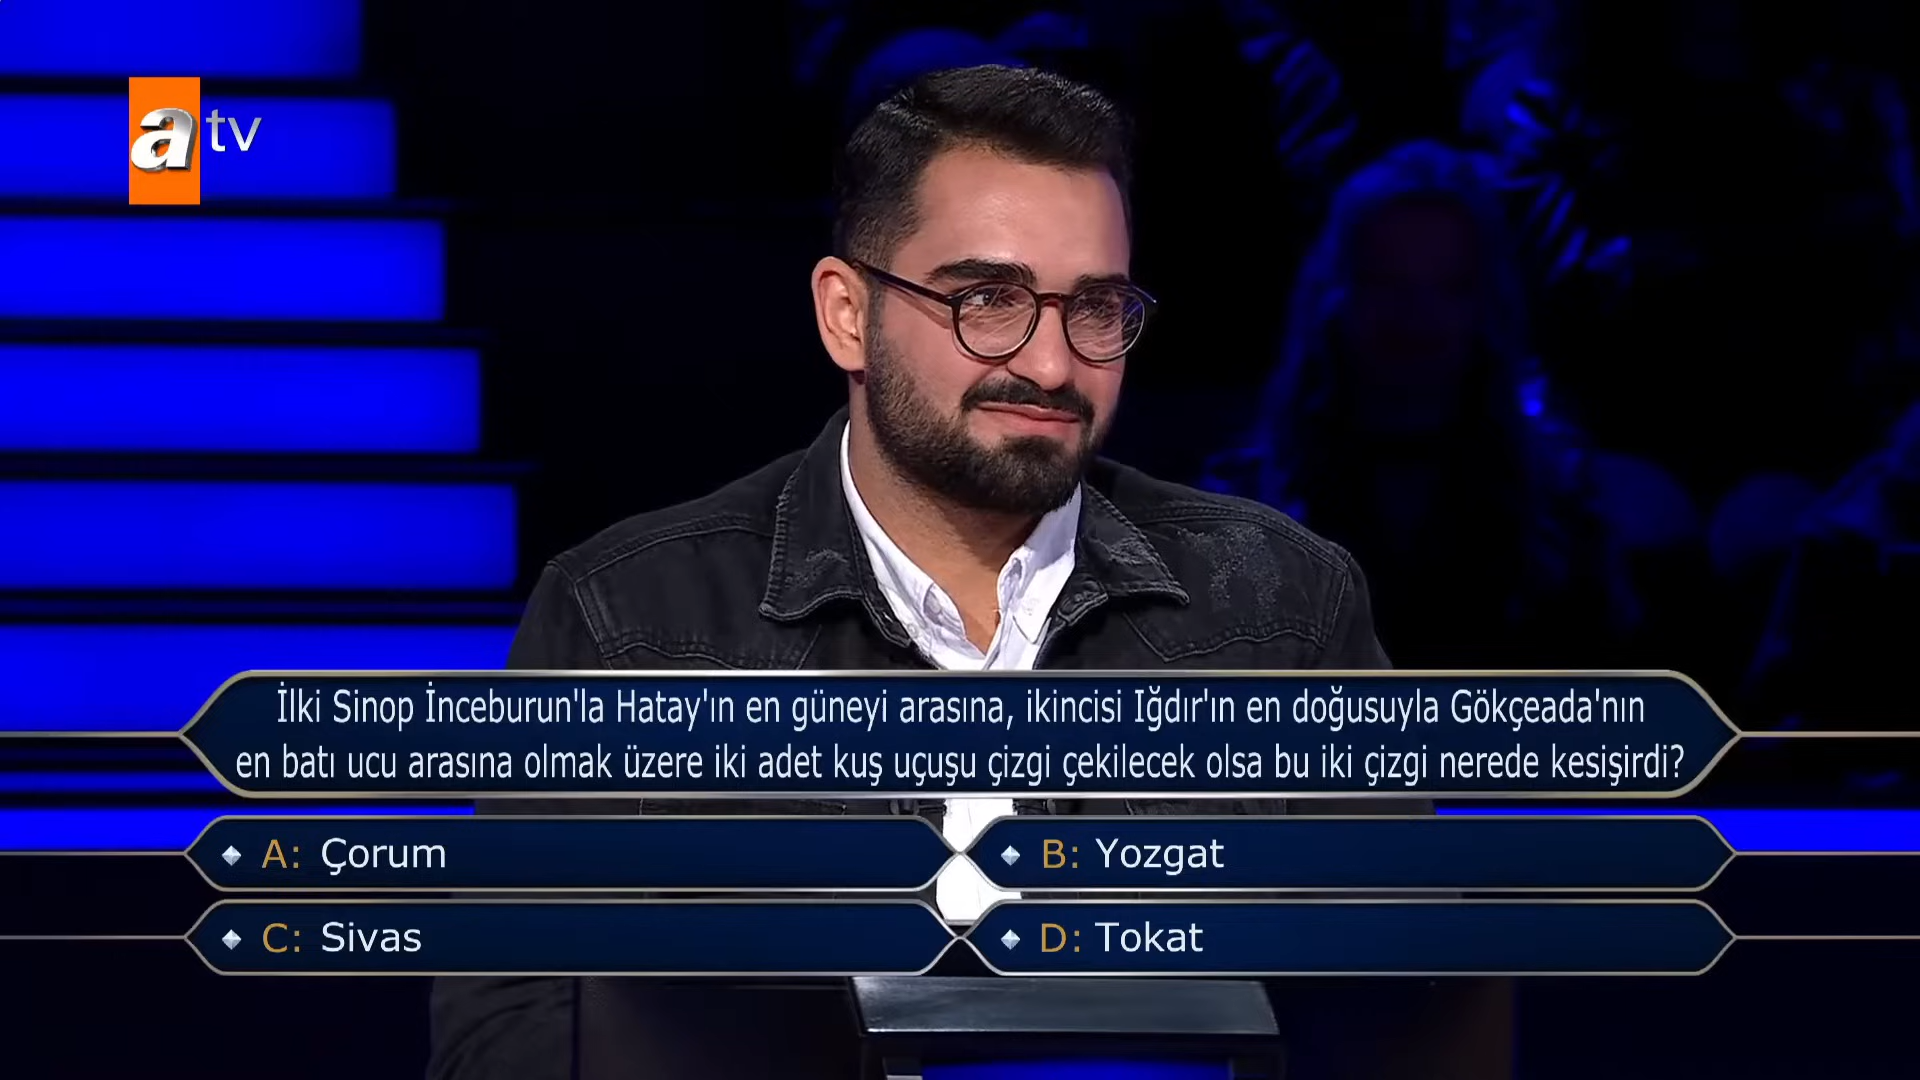 atv
İlki Sinop İnceburun'la Hatay'ın en güneyi arasına, ikincisi Iğdır'ın en doğusuyla Gökçeada'nın
en batı ucu arasına olmak üzere iki adet kuş uçuşu çizgi çekilecek olsa bu iki çizgi nerede kesişirdi?
A: Çorum
B: Yozgat
C: Sivas
D: Tokat